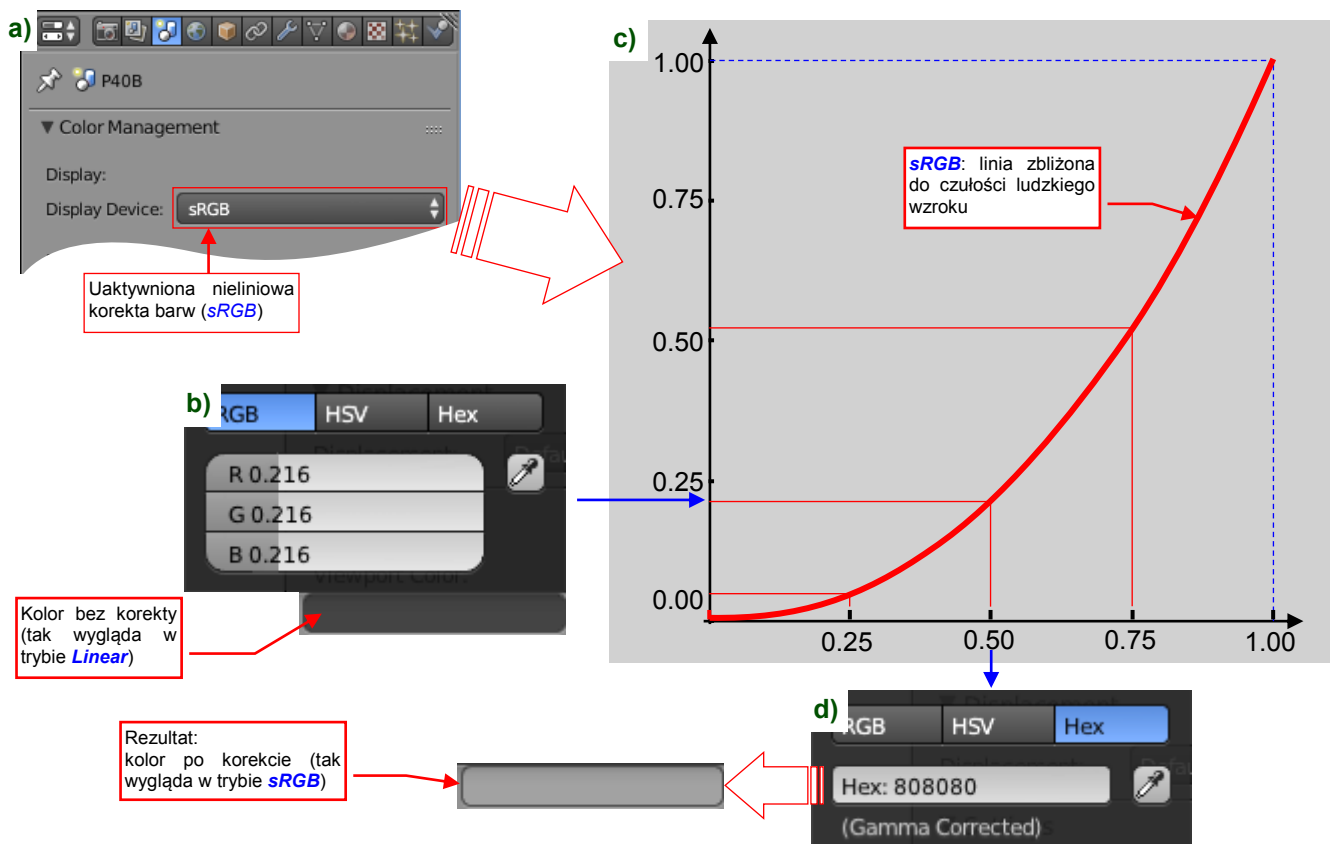 a)
P40B
Color Management
Display:
Display Device: sRGB
Uaktywniona nieliniowa
korekta barw (sRGB)
b)
RGB HSV Hex
R 0.216
G 0.216
B 0.216
Viewport Color:
Kolor bez korekty
(tak wygląda w
trybie Linear)
c)
1.00
0.75
0.50
0.25
0.00
0.25 0.50 0.75 1.00
sRGB: linia zbliżona
do czułości ludzkiego
wzroku
d)
RGB HSV Hex
Hex: 808080
(Gamma Corrected)
Rezultat:
kolor po korekcie (tak
wygląda w trybie sRGB)